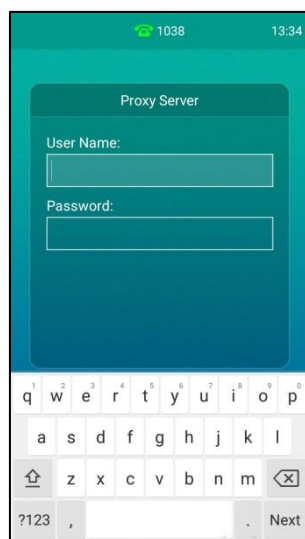 1038 13:34
Proxy Server
User Name:
Password:
1 2 3 4 5 6 7 8 9 0
q w e r t y u i o p
a s d f g h j k l
z x c v b n m
?123 , . Next